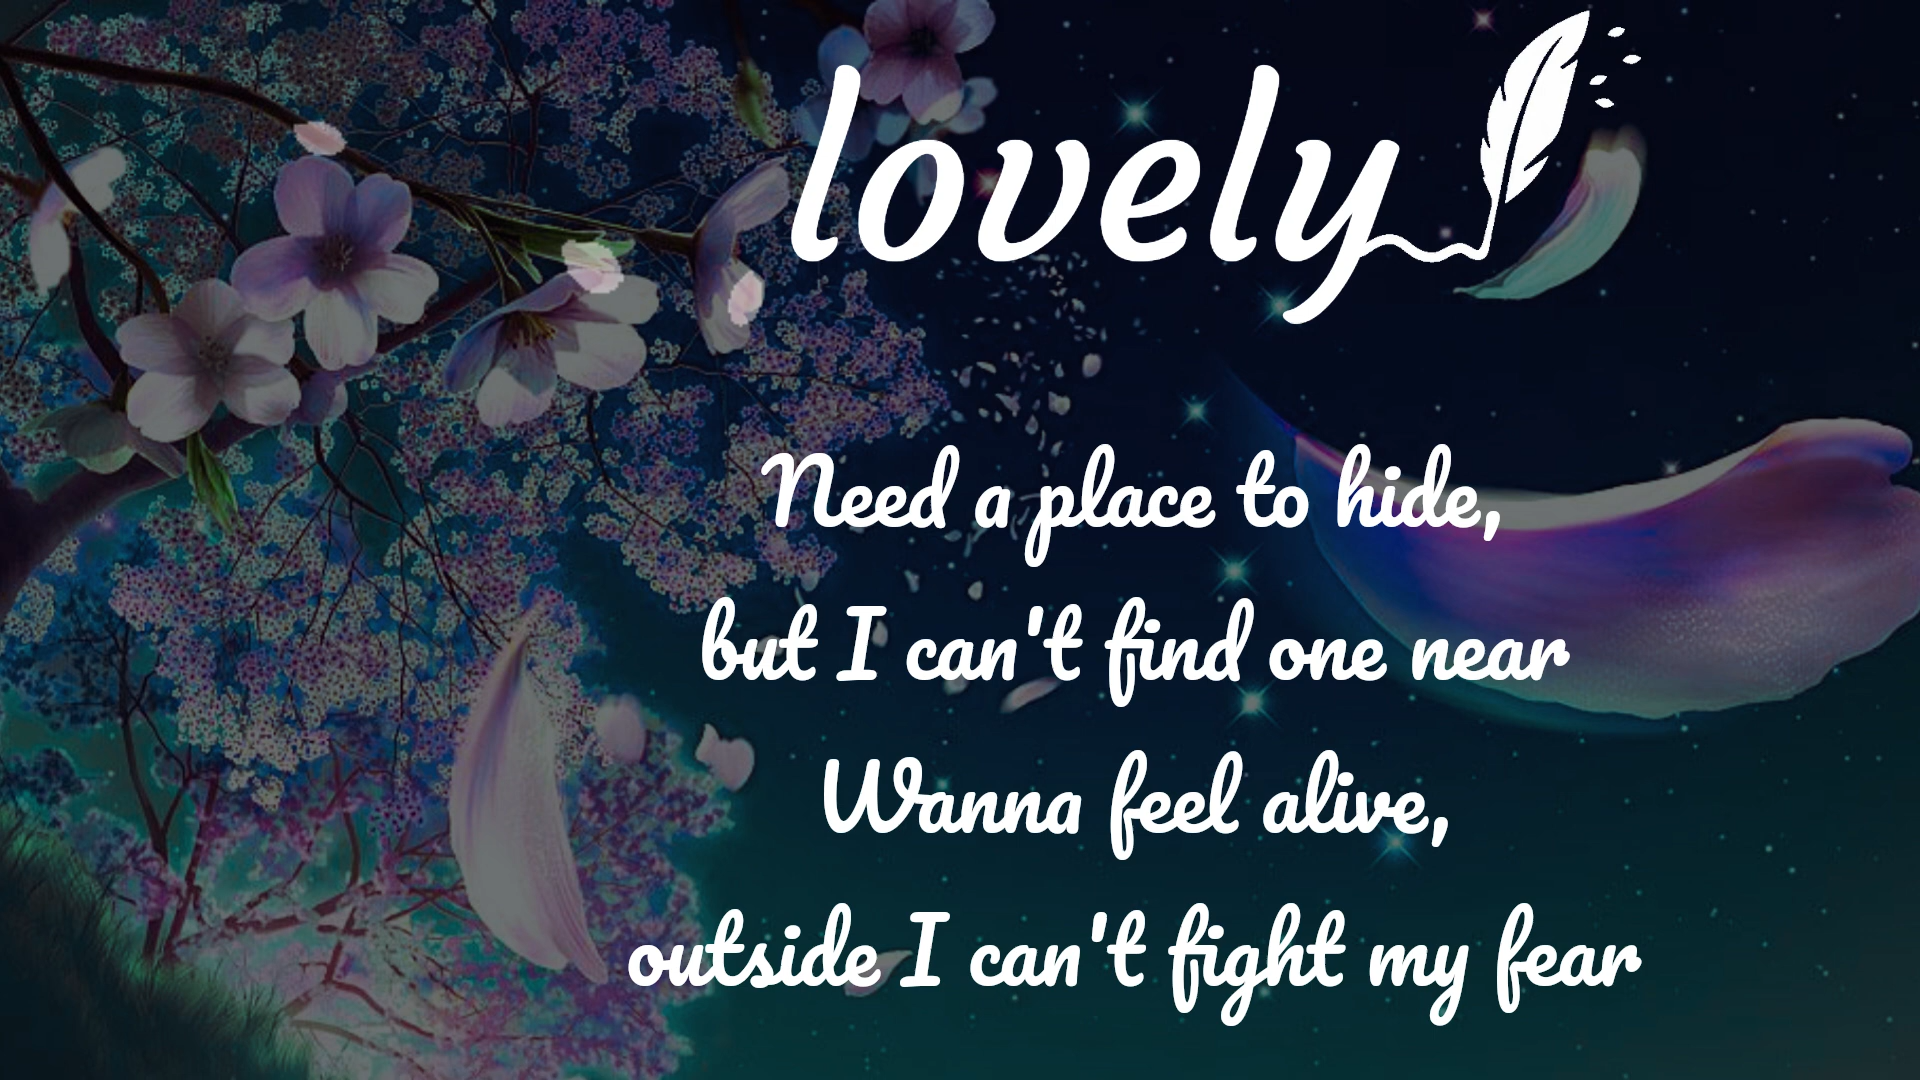 lovely
Need a place to hide,
but I can't find one near
Wanna feel alive,
outside I can't fight my fear